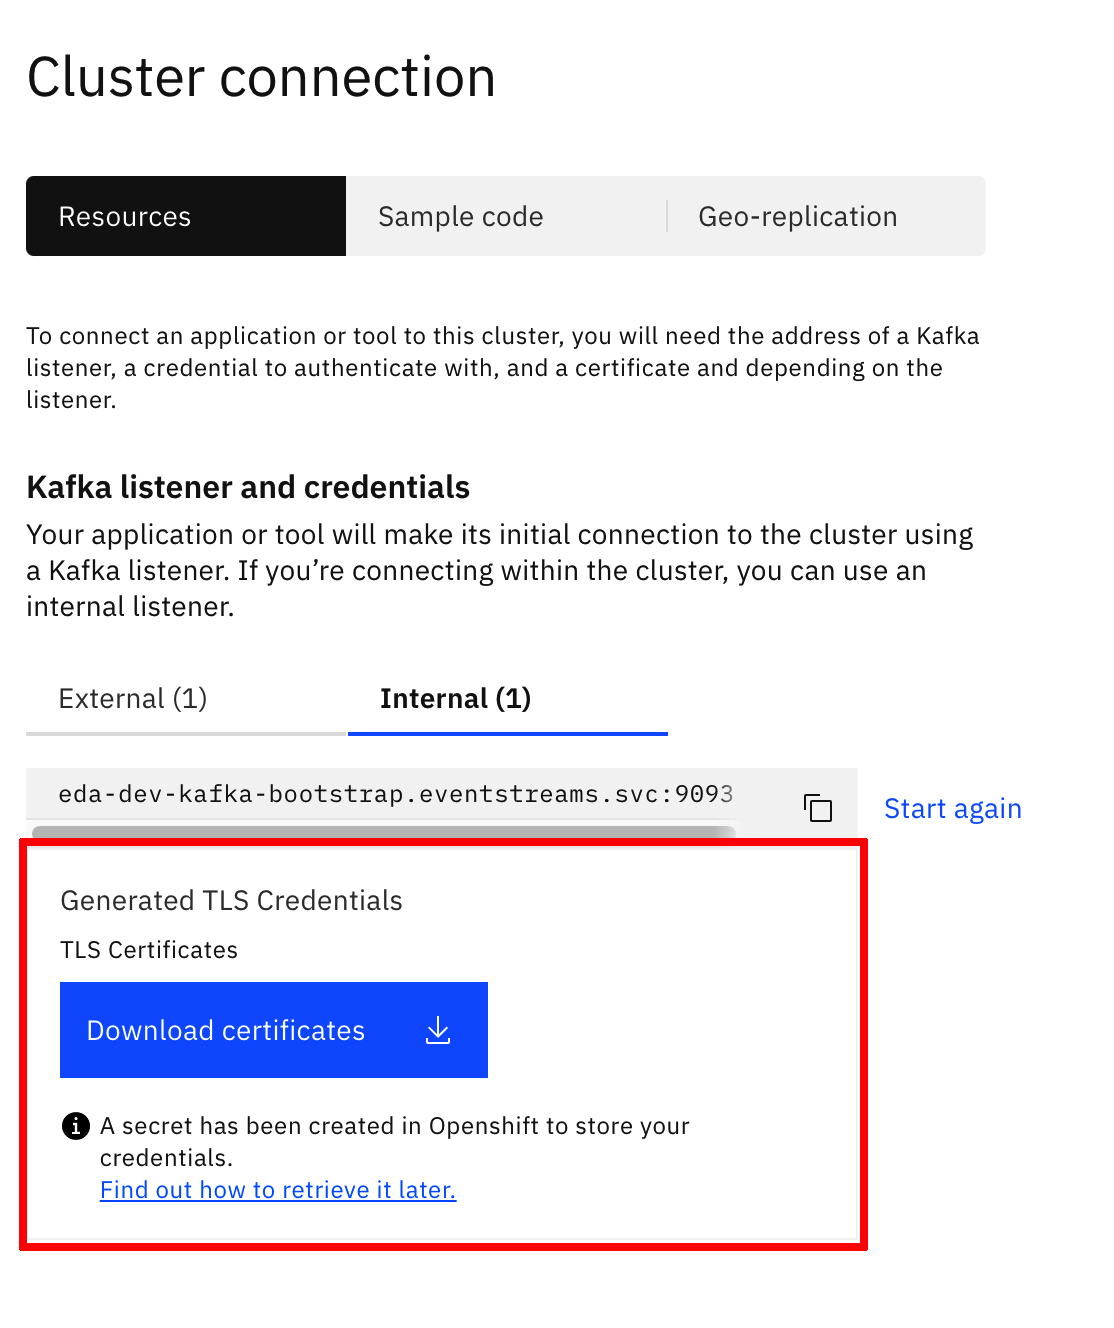 Cluster connection
Resources
Sample code
Geo-replication
To connect an application or tool to this cluster, you will need the address of a Kafka
listener, a credential to authenticate with, and a certificate and depending on the
listener.
Kafka listener and credentials
Your application or tool will make its initial connection to the cluster using
a Kafka listener. If you’re connecting within the cluster, you can use an
internal listener.
External (1)
Internal (1)
eda-dev-kafka-bootstrap.eventstreams.svc:9093
Start again
Generated TLS Credentials
TLS Certificates
Download certificates
A secret has been created in Openshift to store your
credentials.
Find out how to retrieve it later.